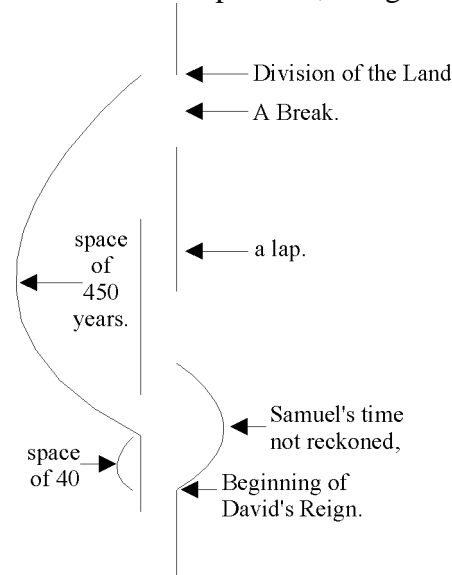 Division of the Land
A Break.
space
of
450
years.
a lap.
Samuel's time
not reckoned,
space
of 40
Beginning of
David's Reign.